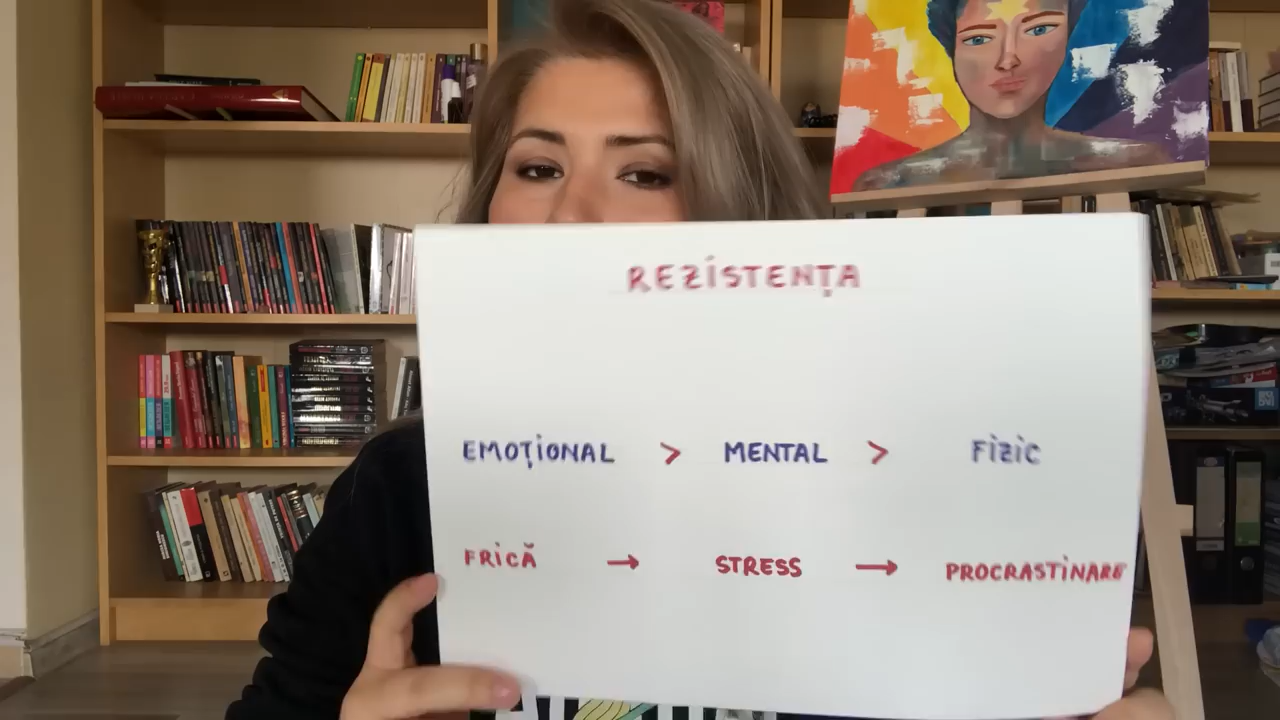 REZISTENȚA
EMOȚIONAL > MENTAL > FIZIC
FRICĂ → STRESS → PROCRASTINARE